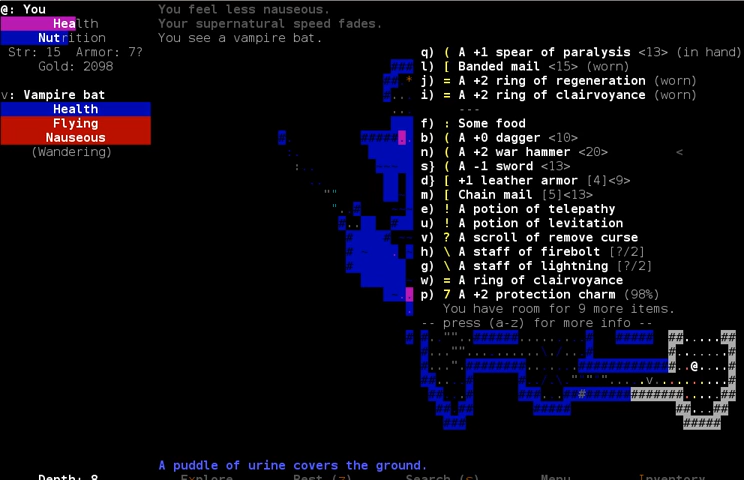 @: You
You feel less nauseous.
Health
Your supernatural speed fades.
Nutrition
You see a vampire bat.
Str: 15 Armor: 7?
Gold: 2098
v: Vampire bat
Health
Flying
Nauseous
(Wandering)
q) ( A +1 spear of paralysis <13> (in hand)
l) [ Banded mail <15> (worn)
j) = A +2 ring of regeneration (worn)
i) = A +2 ring of clairvoyance (worn)
---
f) : Some food
b) ( A +0 dagger <10>
n) ( A +2 war hammer <20>
s} ( A -1 sword <13>
d} [ +1 leather armor [4]<9>
m) [ Chain mail [5]<13>
e) ! A potion of telepathy
u) ! A potion of levitation
v) ? A scroll of remove curse
h) \ A staff of firebolt [?/2]
g) \ A staff of lightning [?/2]
w) = A ring of clairvoyance
p) 7 A +2 protection charm (98%)
You have room for 9 more items.
-- press (a-z) for more info --
A puddle of urine covers the ground.
Depth: 8 Explore Rest (z) Search (s) Menu Inventory